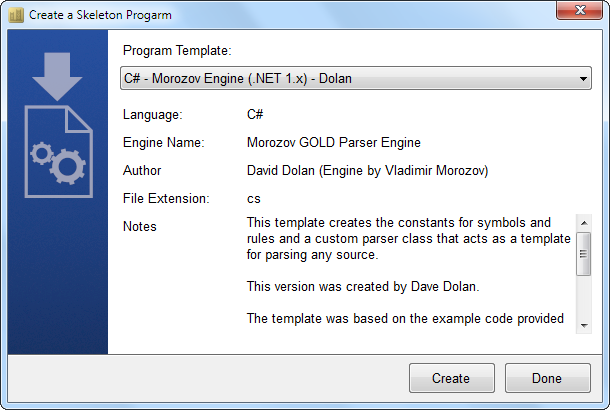 Create a Skeleton Progarm
Program Template:
C# - Morozov Engine (.NET 1.x) - Dolan
Language: C#
Engine Name: Morozov GOLD Parser Engine
Author David Dolan (Engine by Vladimir Morozov)
File Extension: cs
Notes This template creates the constants for symbols and
rules and a custom parser class that acts as a template
for parsing any source.
This version was created by Dave Dolan.
The template was based on the example code provided
Create Done